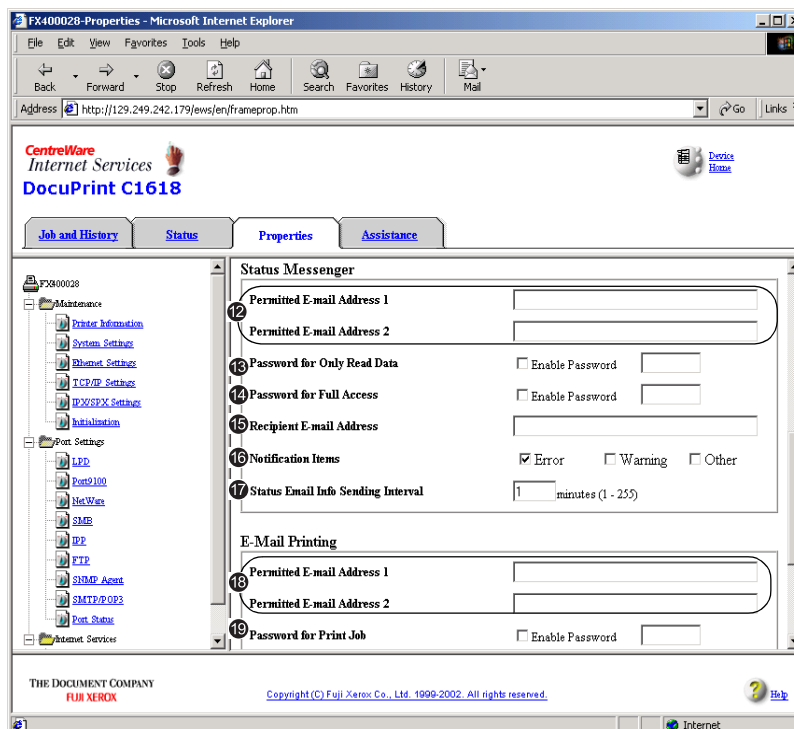 FX400028-Properties - Microsoft Internet Explorer
File Edit View Favorites Tools Help
Back Forward Stop Refresh Home Search Favorites History Mail
Address http://129.249.242.179/ews/en/frameprop.htm Go Links
CentreWare
Internet Services
DocuPrint C1618
Device
Home
Job and History Status Properties Assistance
FX400028
Maintenance
Printer Information
System Settings
Ethernet Settings
TCP/IP Settings
IPX/SPX Settings
Initialization
Port Settings
LPD
Port9100
NetWare
SMB
IPP
FTP
SNMP Agent
SMTP/POP3
Port Status
Internet Services
Status Messenger
12 Permitted E-mail Address 1
Permitted E-mail Address 2
13 Password for Only Read Data Enable Password
14 Password for Full Access Enable Password
15 Recipient E-mail Address
16 Notification Items Error Warning Other
17 Status Email Info Sending Interval 1 minutes (1 - 255)
E-Mail Printing
18 Permitted E-mail Address 1
Permitted E-mail Address 2
19 Password for Print Job Enable Password
THE DOCUMENT COMPANY
FUJI XEROX
Copyright (C) Fuji Xerox Co., Ltd. 1999-2002. All rights reserved.
Help
Internet